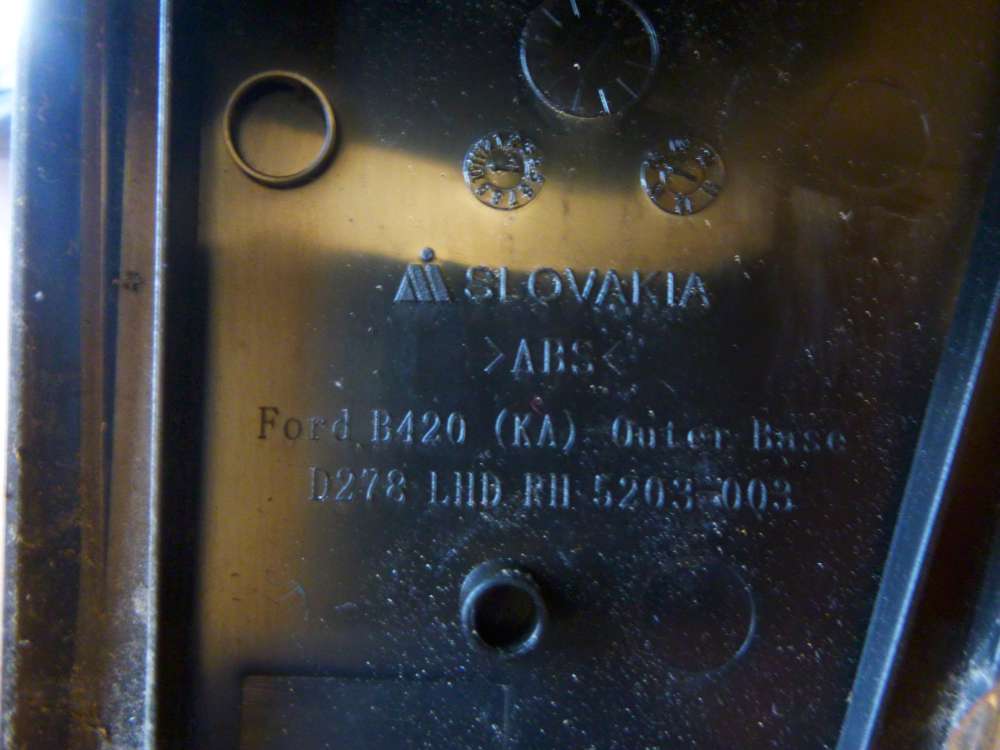 SLOVAKIA
>ABS<
Ford B420 (KA) Outer Base
D278 LHD RH 5203-003